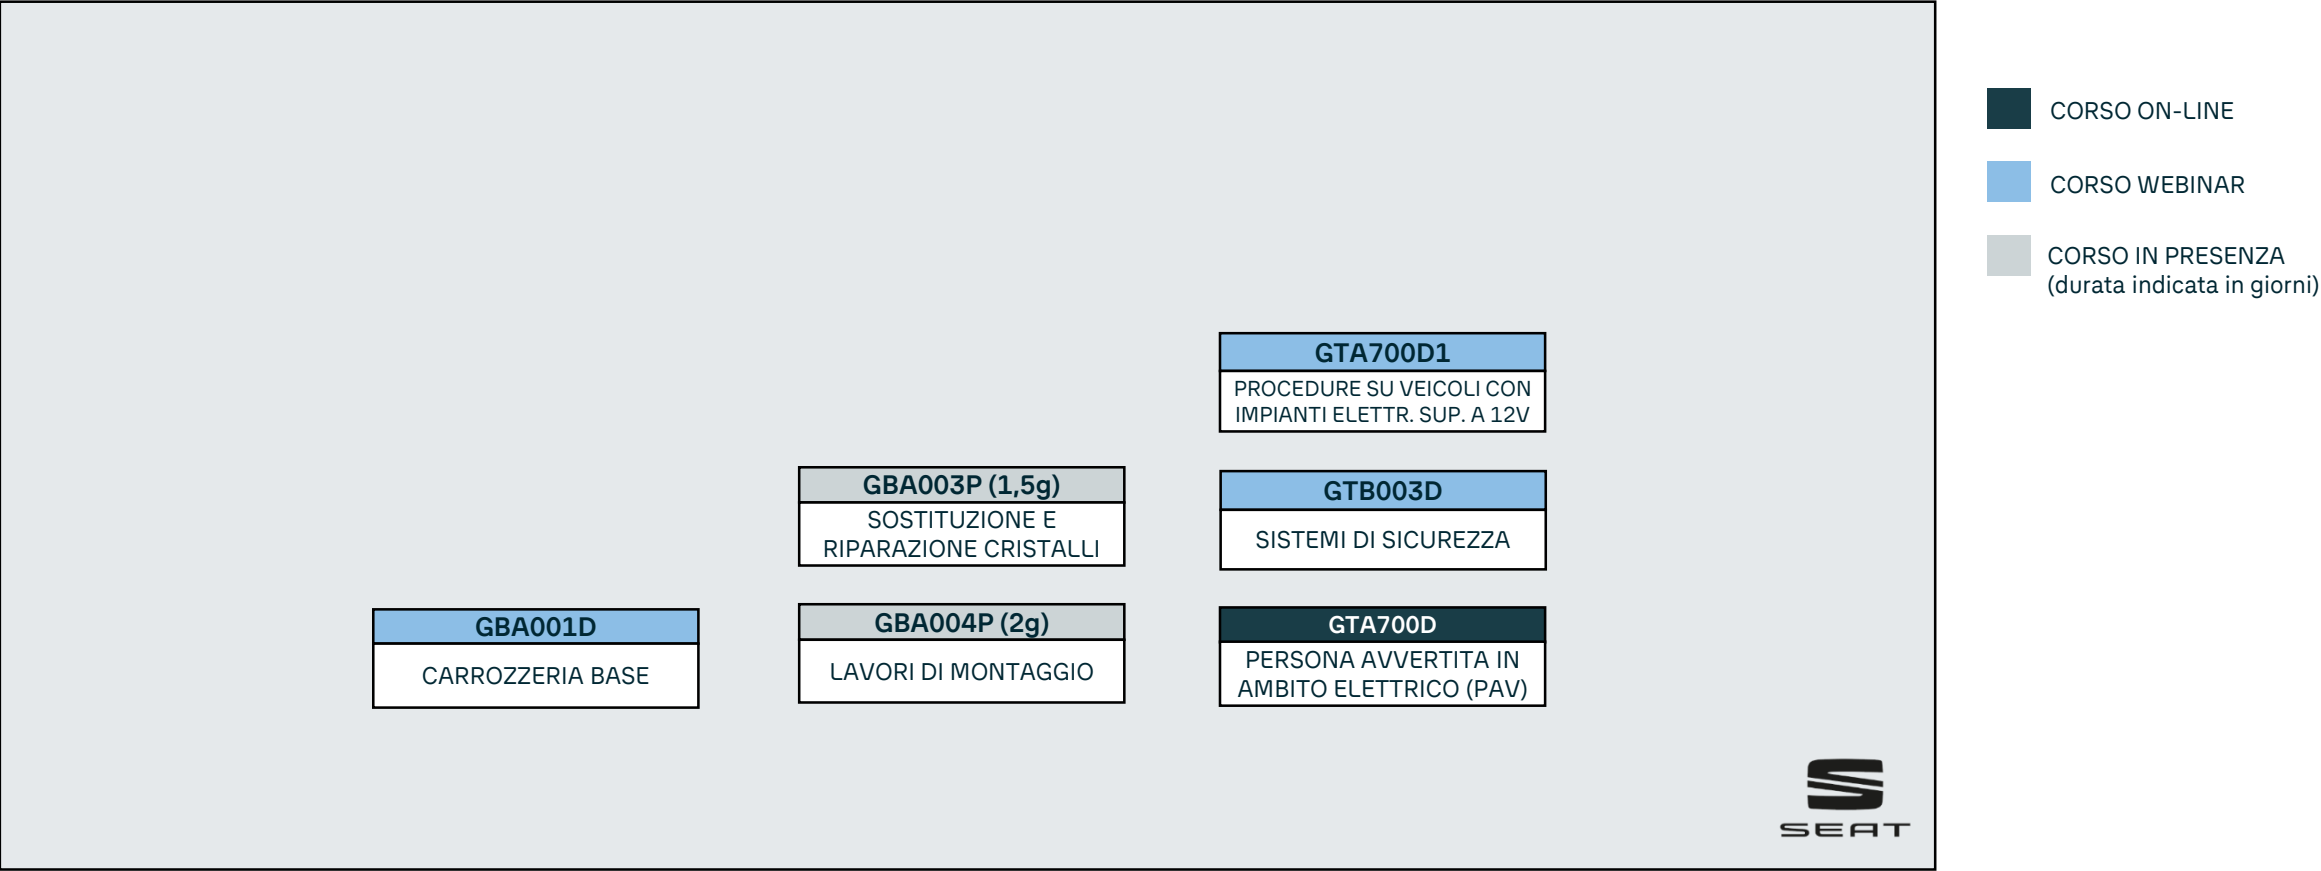 CORSO ON-LINE
CORSO WEBINAR
CORSO IN PRESENZA
(durata indicata in giorni)
GTA700D1
PROCEDURE SU VEICOLI CON
IMPIANTI ELETTR. SUP. A 12V
GBA003P (1,5g)
SOSTITUZIONE E
RIPARAZIONE CRISTALLI
GTB003D
SISTEMI DI SICUREZZA
GBA001D
CARROZZERIA BASE
GBA004P (2g)
LAVORI DI MONTAGGIO
GTA700D
PERSONA AVVERTITA IN
AMBITO ELETTRICO (PAV)
SEAT